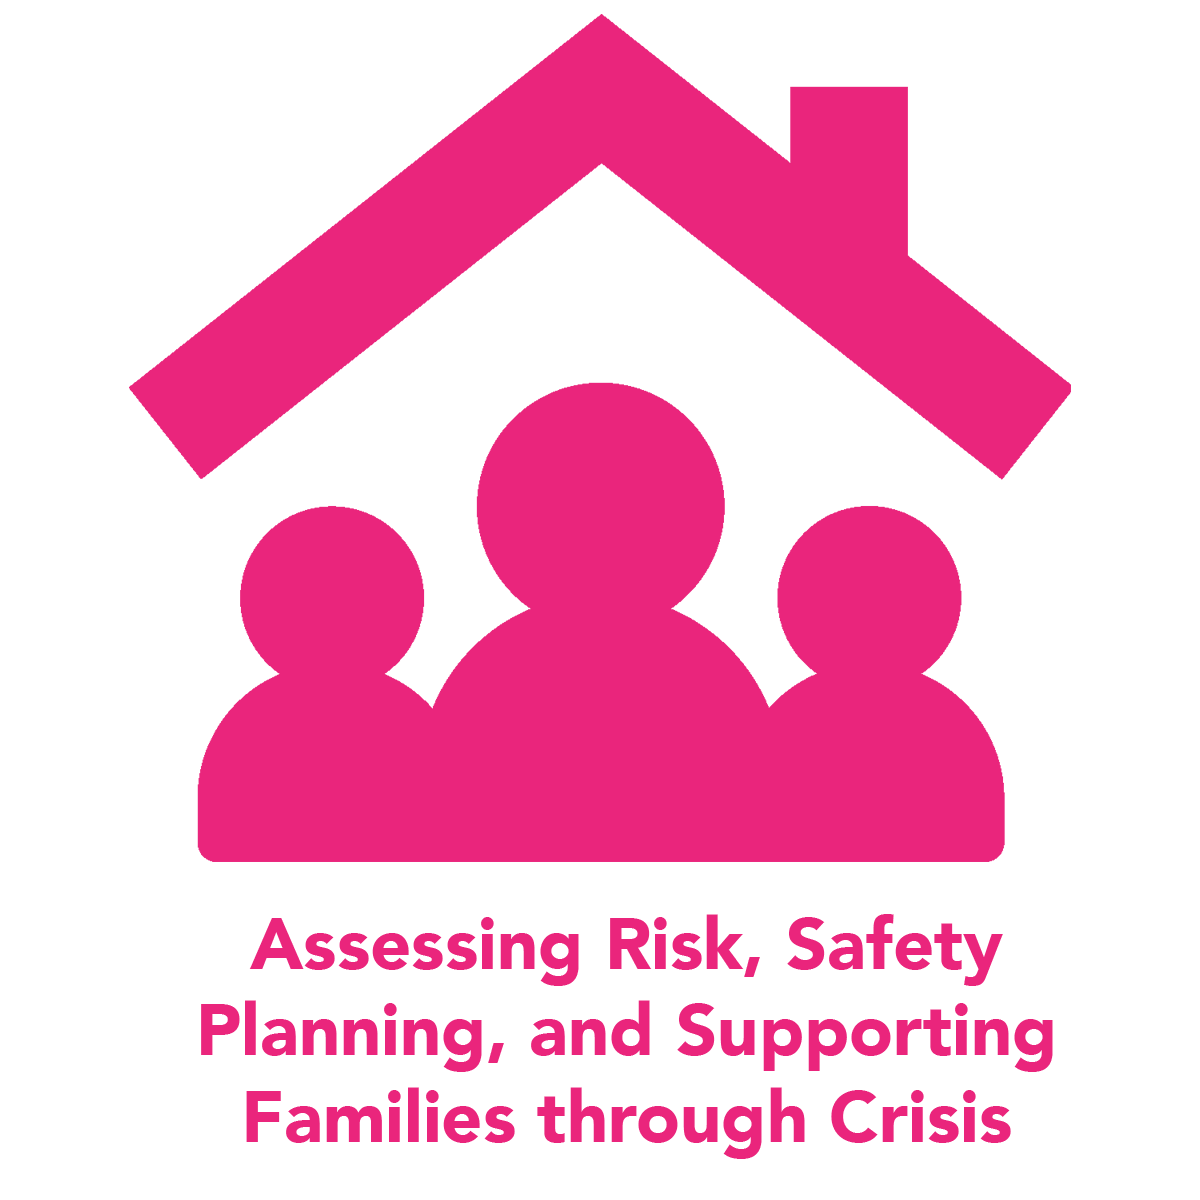 Assessing Risk, Safety
Planning, and Supporting
Families through Crisis